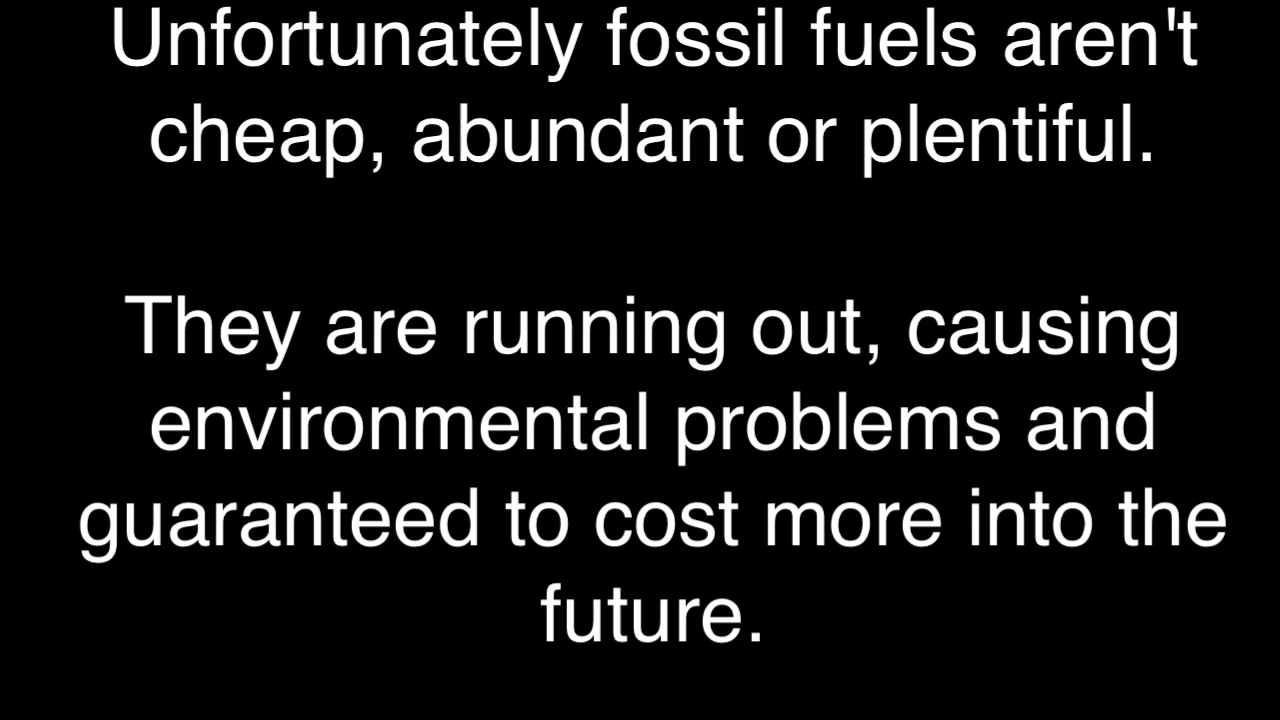 Unfortunately fossil fuels aren't
cheap, abundant or plentiful.
They are running out, causing
environmental problems and
guaranteed to cost more into the
future.